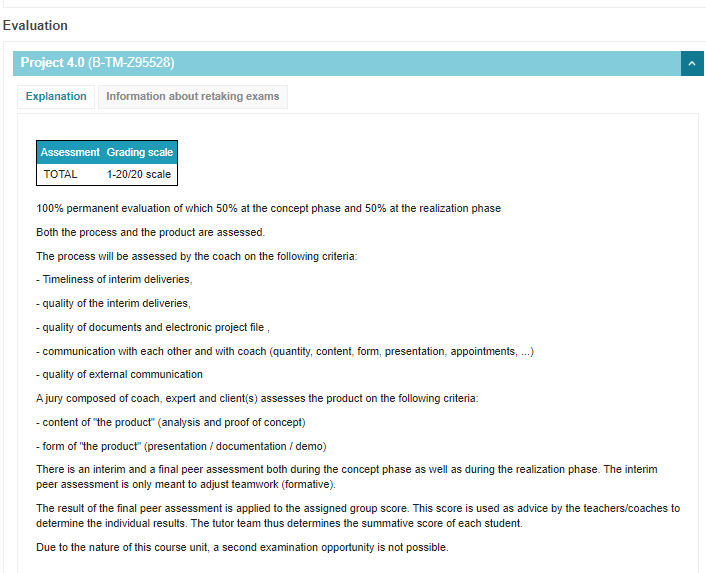 Evaluation
Project 4.0 (B-TM-Z95528)
Explanation
Information about retaking exams
Assessment Grading scale
TOTAL 1-20/20 scale
100% permanent evaluation of which 50% at the concept phase and 50% at the realization phase
Both the process and the product are assessed.
The process will be assessed by the coach on the following criteria:
- Timeliness of interim deliveries,
- quality of the interim deliveries,
- quality of documents and electronic project file ,
- communication with each other and with coach (quantity, content, form, presentation, appointments, ...)
- quality of external communication
A jury composed of coach, expert and client(s) assesses the product on the following criteria:
- content of "the product" (analysis and proof of concept)
- form of "the product" (presentation / documentation / demo)
There is an interim and a final peer assessment both during the concept phase as well as during the realization phase. The interim
peer assessment is only meant to adjust teamwork (formative).
The result of the final peer assessment is applied to the assigned group score. This score is used as advice by the teachers/coaches to
determine the individual results. The tutor team thus determines the summative score of each student.
Due to the nature of this course unit, a second examination opportunity is not possible.